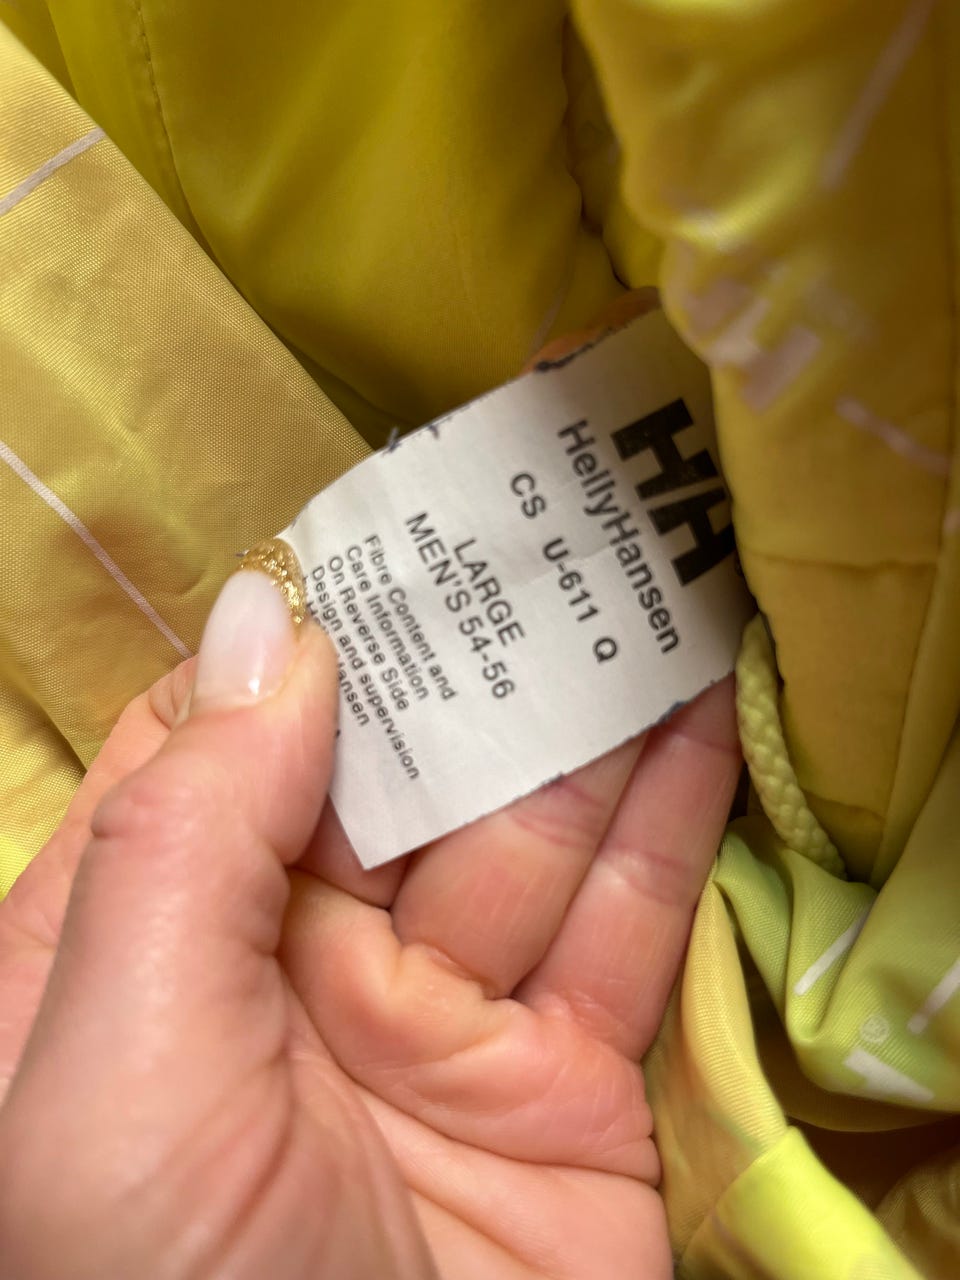 HH
HellyHansen
CS U-611 Q
LARGE
MEN'S 54-56
Fibre Content and
Care Information
On Reverse Side
Design and supervision
Hansen